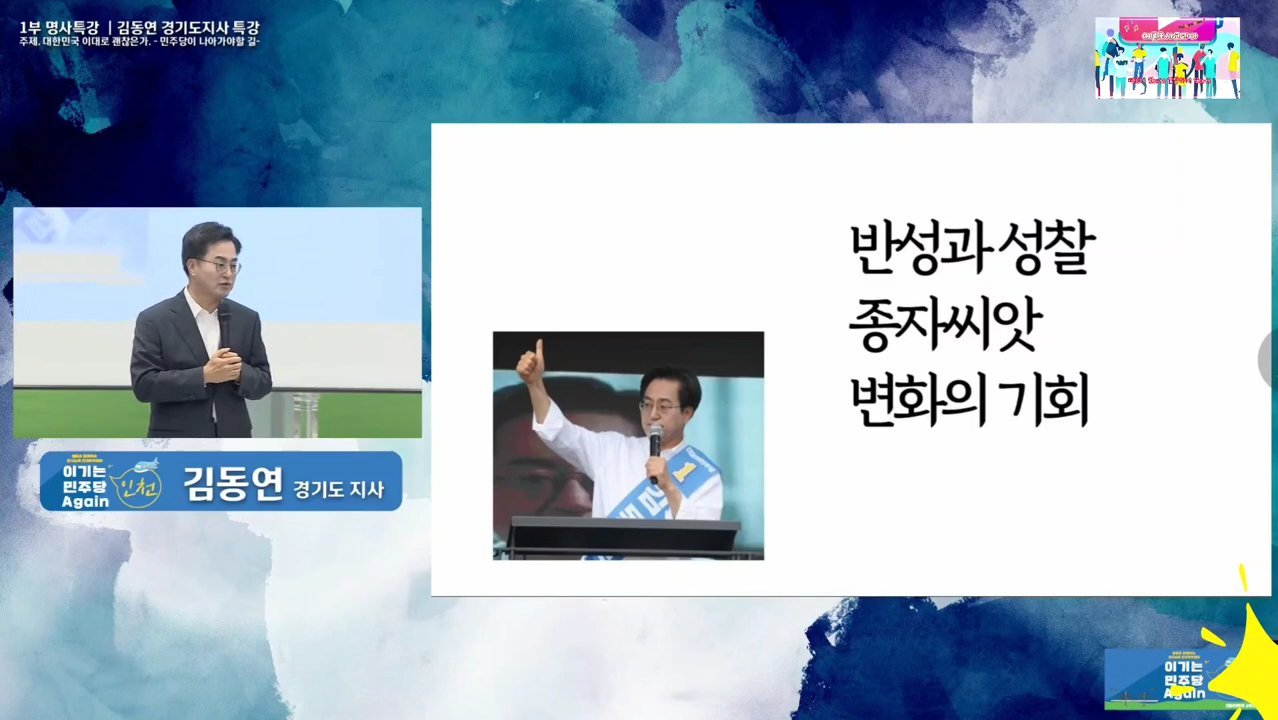 1부 명사특강 | 김동연 경기도지사 특강
주제. 대한민국 이대로 괜찮은가. - 민주당이 나아가야할 길-
반성과 성찰
종자씨앗
변화의 기회
1
이기는
민주당
Again
인천
김동연 경기도 지사
이기는
민주당
Again